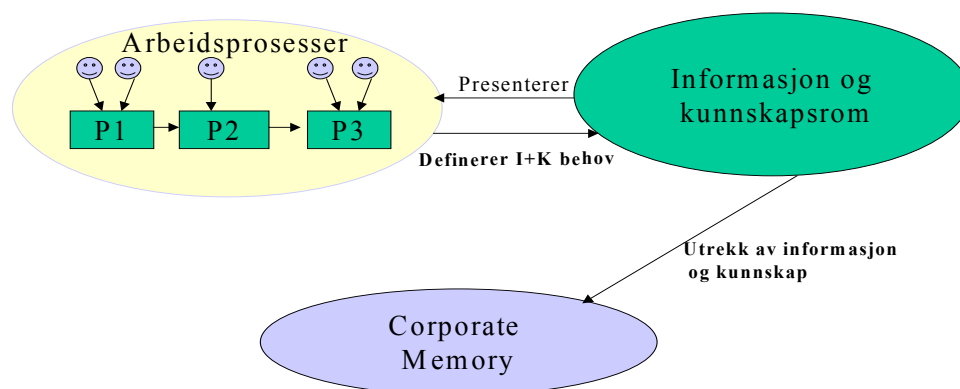 Arbeidsprosesser
P1
P2
P3
Presenterer
Definerer I+K behov
Informasjon og
kunnskapsrom
Utrekk av informasjon
og kunnskap
Corporate
Memory